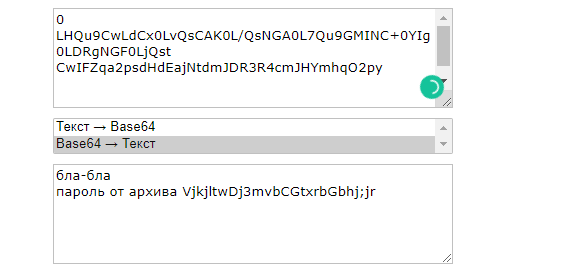 0
LHQu9CwLdCx0LvQsCAK0L/QsNGA0L7Qu9GMINC+0YIg
0LDRgNGF0LjQst
CwIFZqa2psdHdEajNtdmJDR3R4cmJHYmhqO2py
Текст → Base64
Base64 → Текст
бла-бла
пароль от архива VjkjltwDj3mvbCGtxrbGbhj;jr